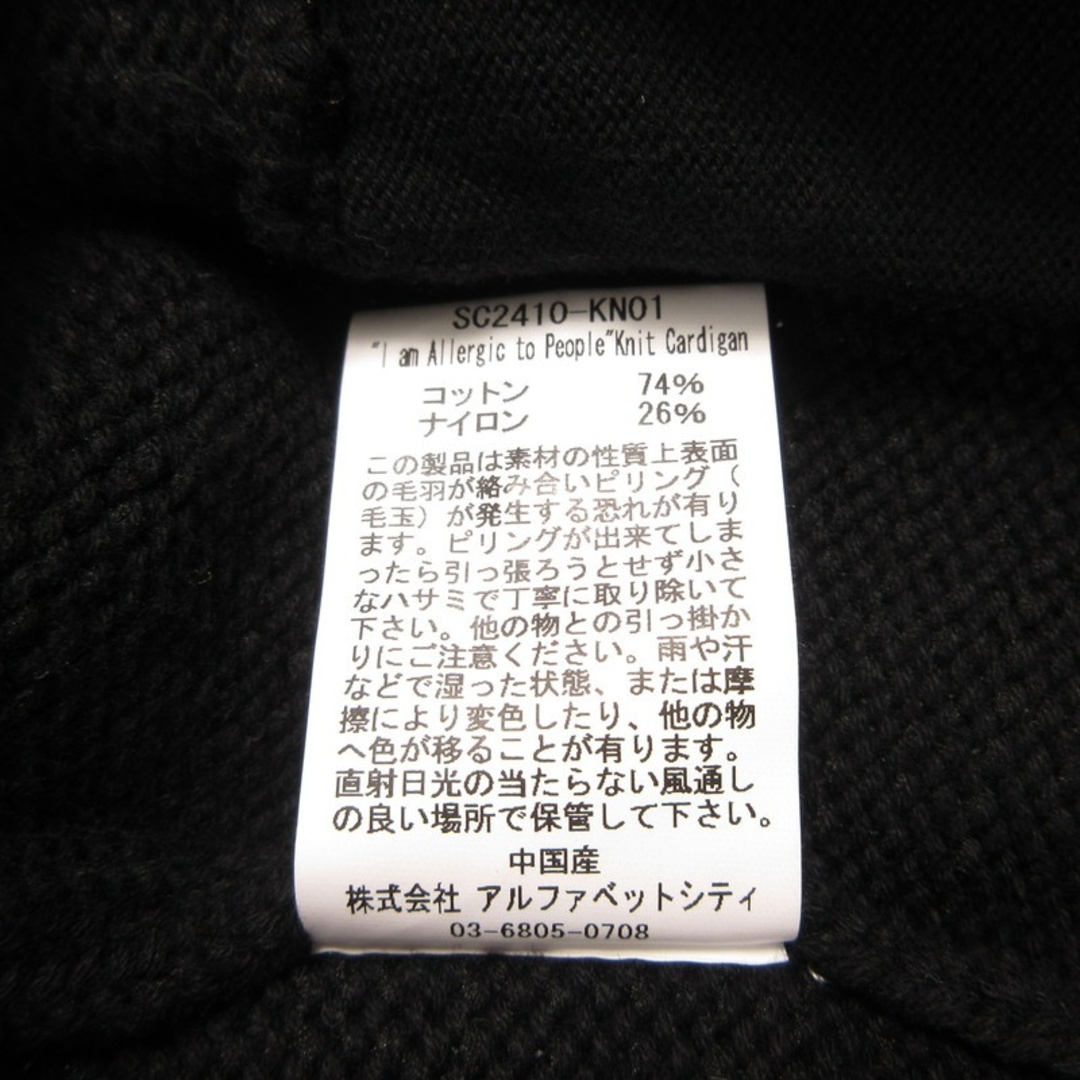 SC2410-KN01
"I am Allergic to People"Knit Cardigan
コットン 74%
ナイロン 26%
この製品は素材の性質上表面
の毛羽が絡み合いピリング（
毛玉）が発生する恐れが有り
ます。ピリングが出来てしま
ったら引っ張ろうとせず小さ
なハサミで丁寧に取り除いて
下さい。他の物との引っ掛か
りにご注意ください。雨や汗
などで湿った状態、または摩
擦により変色したり、他の物
へ色が移ることが有ります。
直射日光の当たらない風通し
の良い場所で保管して下さい。
中国産
株式会社 アルファベットシティ
03-6805-0708